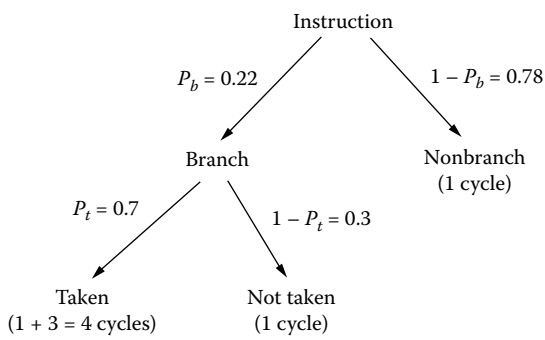 Instruction
P_b = 0.22
1 – P_b = 0.78
Branch
Nonbranch
(1 cycle)
P_t = 0.7
1 – P_t = 0.3
Taken
(1 + 3 = 4 cycles)
Not taken
(1 cycle)